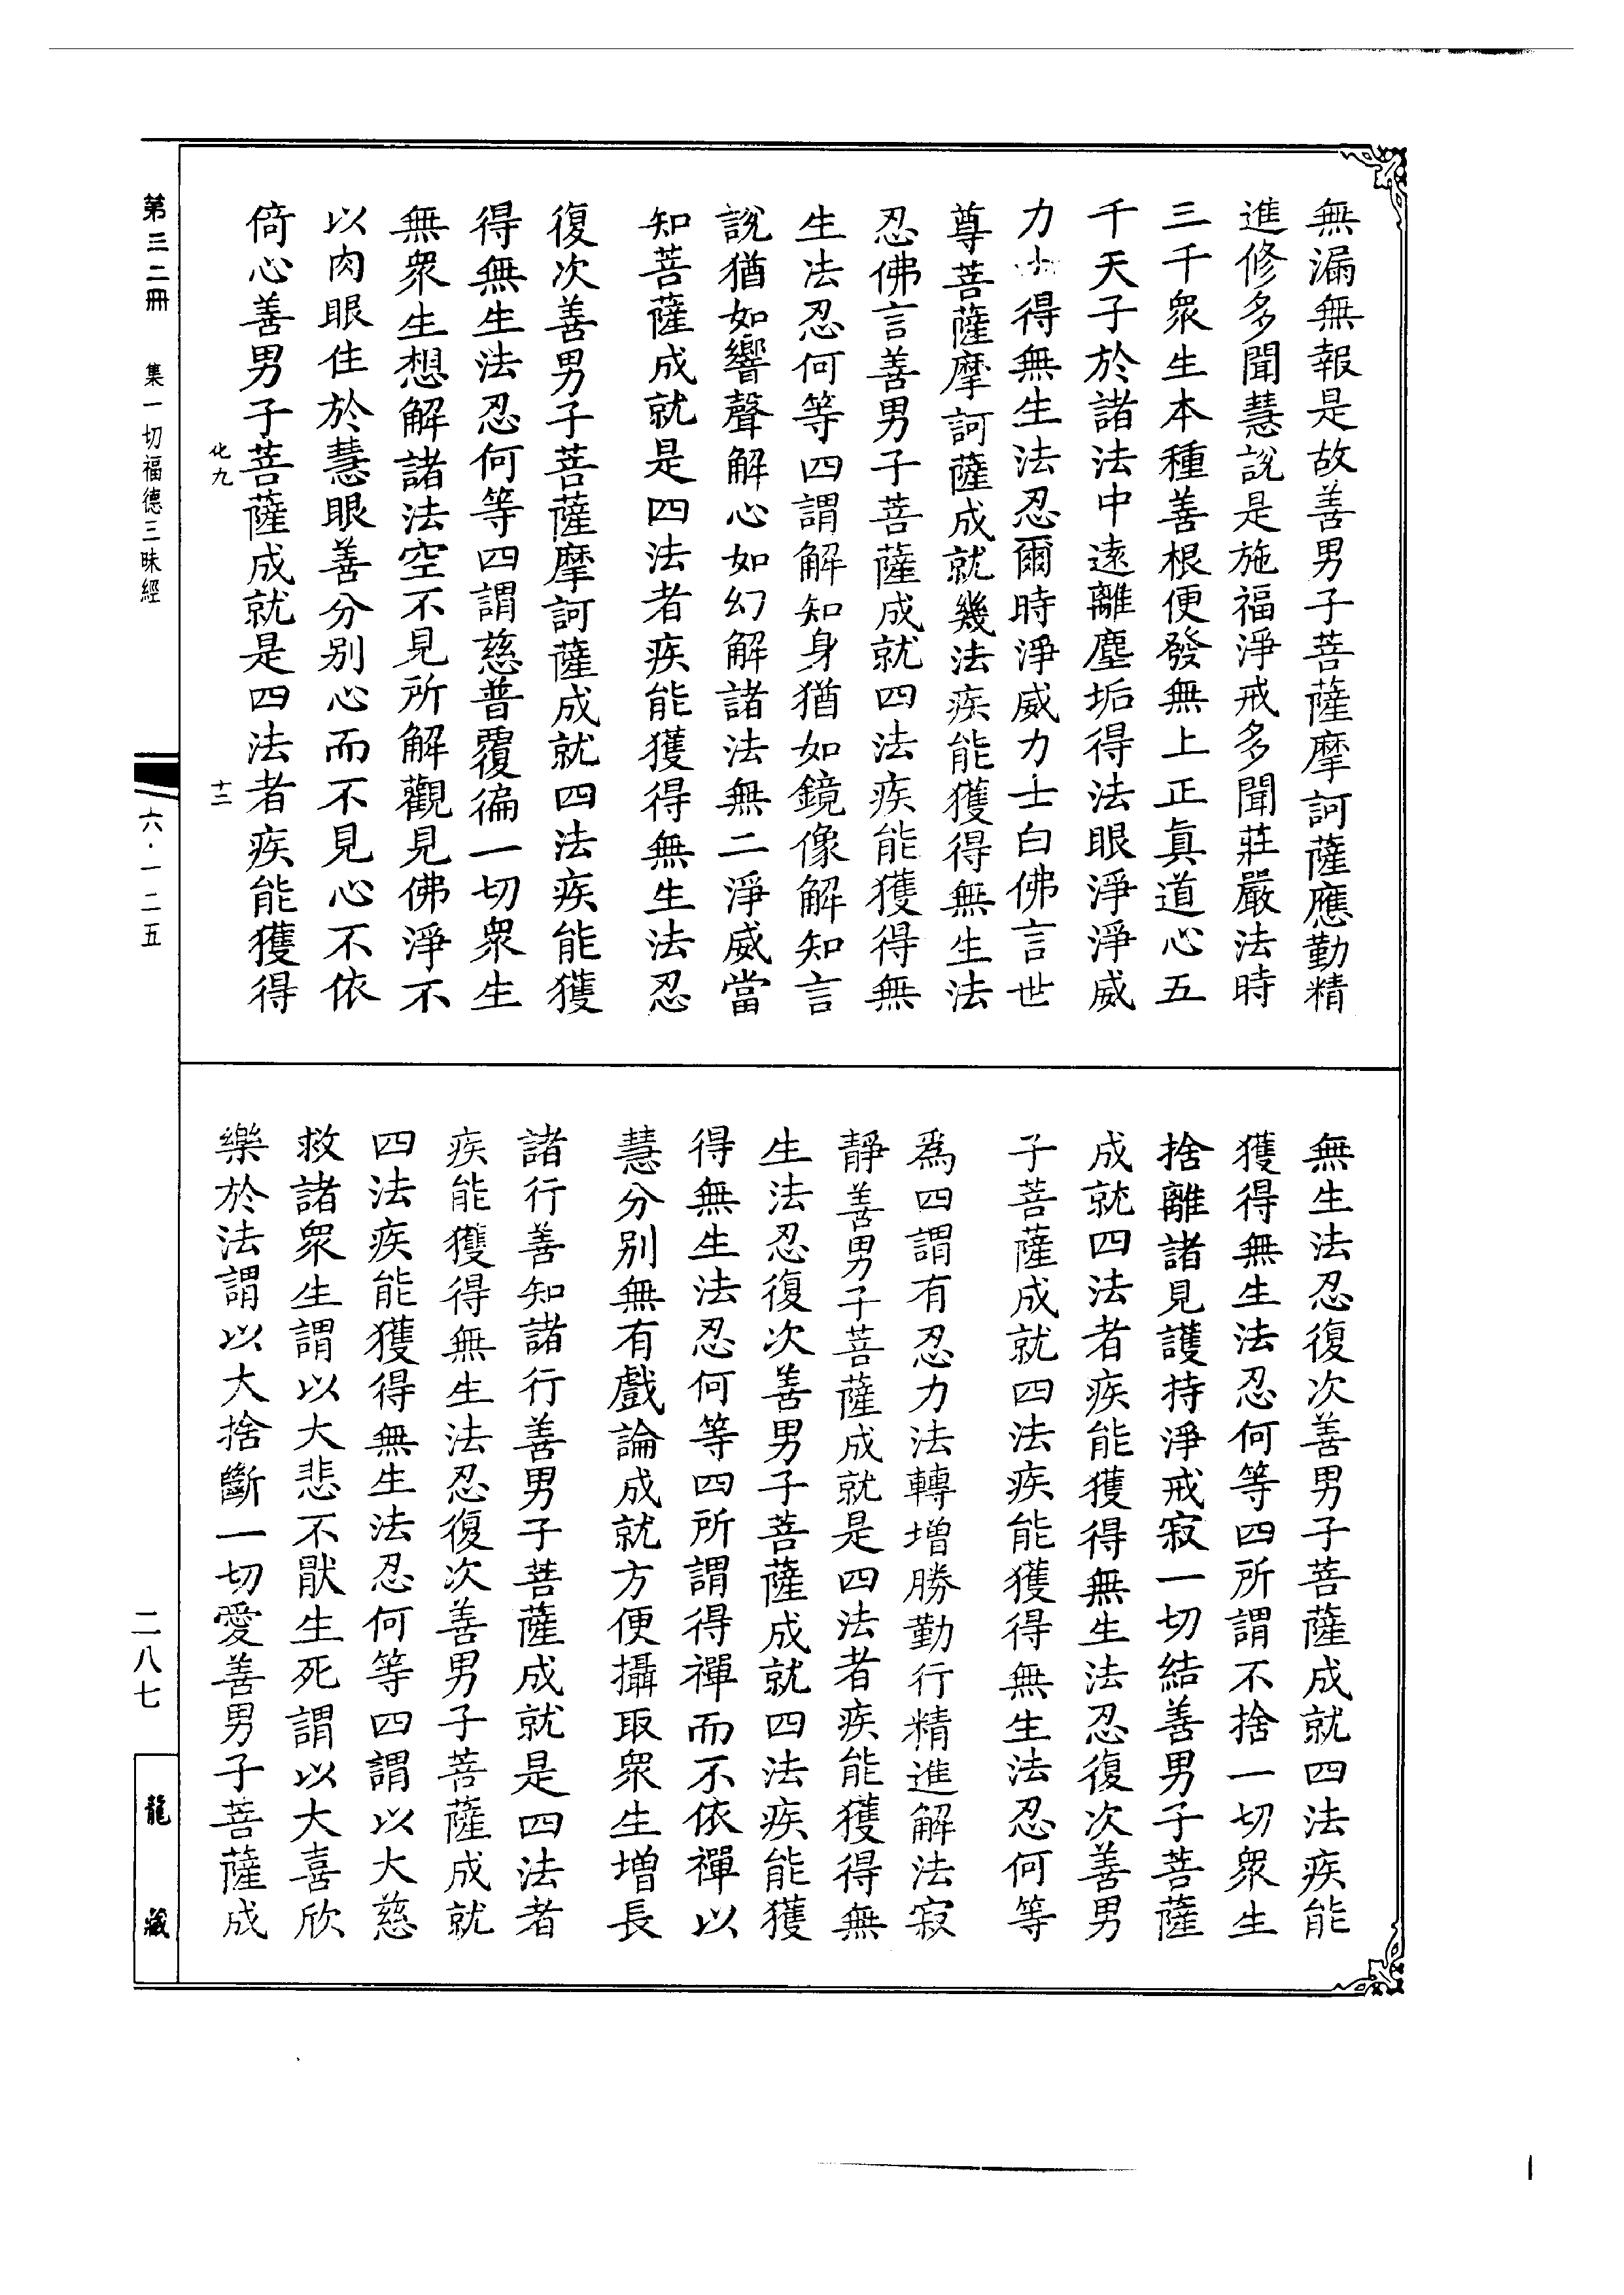 無漏無報是故善男子菩薩摩訶薩應勤精
進修多聞慧說是施福淨戒多聞莊嚴法時
三千衆生本種善根便發無上正真道心五
千天子於諸法中遠離塵垢得法眼淨淨威
力士得無生法忍爾時淨威力士白佛言世
尊菩薩摩訶薩成就幾法疾能獲得無生法
忍佛言善男子菩薩成就四法疾能獲得無
生法忍何等四謂解知身猶如鏡像解知言
說猶如響聲解心如幻解諸法無二淨威當
知菩薩成就是四法者疾能獲得無生法忍
復次善男子菩薩摩訶薩成就四法疾能獲
得無生法忍何等四謂慈普覆徧一切衆生
無衆生想解諸法空不見所解觀見佛淨不
以肉眼住於慧眼善分別心而不見心不依
倚心善男子菩薩成就是四法者疾能獲得
化九
十二
無生法忍復次善男子菩薩成就四法疾能
獲得無生法忍何等四所謂不捨一切衆生
捨離諸見護持淨戒寂一切結善男子菩薩
成就四法者疾能獲得無生法忍復次善男
子菩薩成就四法疾能獲得無生法忍何等
爲四謂有忍力法轉增勝勤行精進解法寂
靜善男子菩薩成就是四法者疾能獲得無
生法忍復次善男子菩薩成就四法疾能獲
得無生法忍何等四所謂得禪而不依禪以
慧分別無有戲論成就方便攝取衆生增長
諸行善知諸行善男子菩薩成就是四法者
疾能獲得無生法忍復次善男子菩薩成就
四法疾能獲得無生法忍何等四謂以大慈
救諸衆生謂以大悲不猒生死謂以大喜欣
樂於法謂以大捨斷一切愛善男子菩薩成
第三二冊
集一切福德三昧經
六·一二五
二八七
龍藏